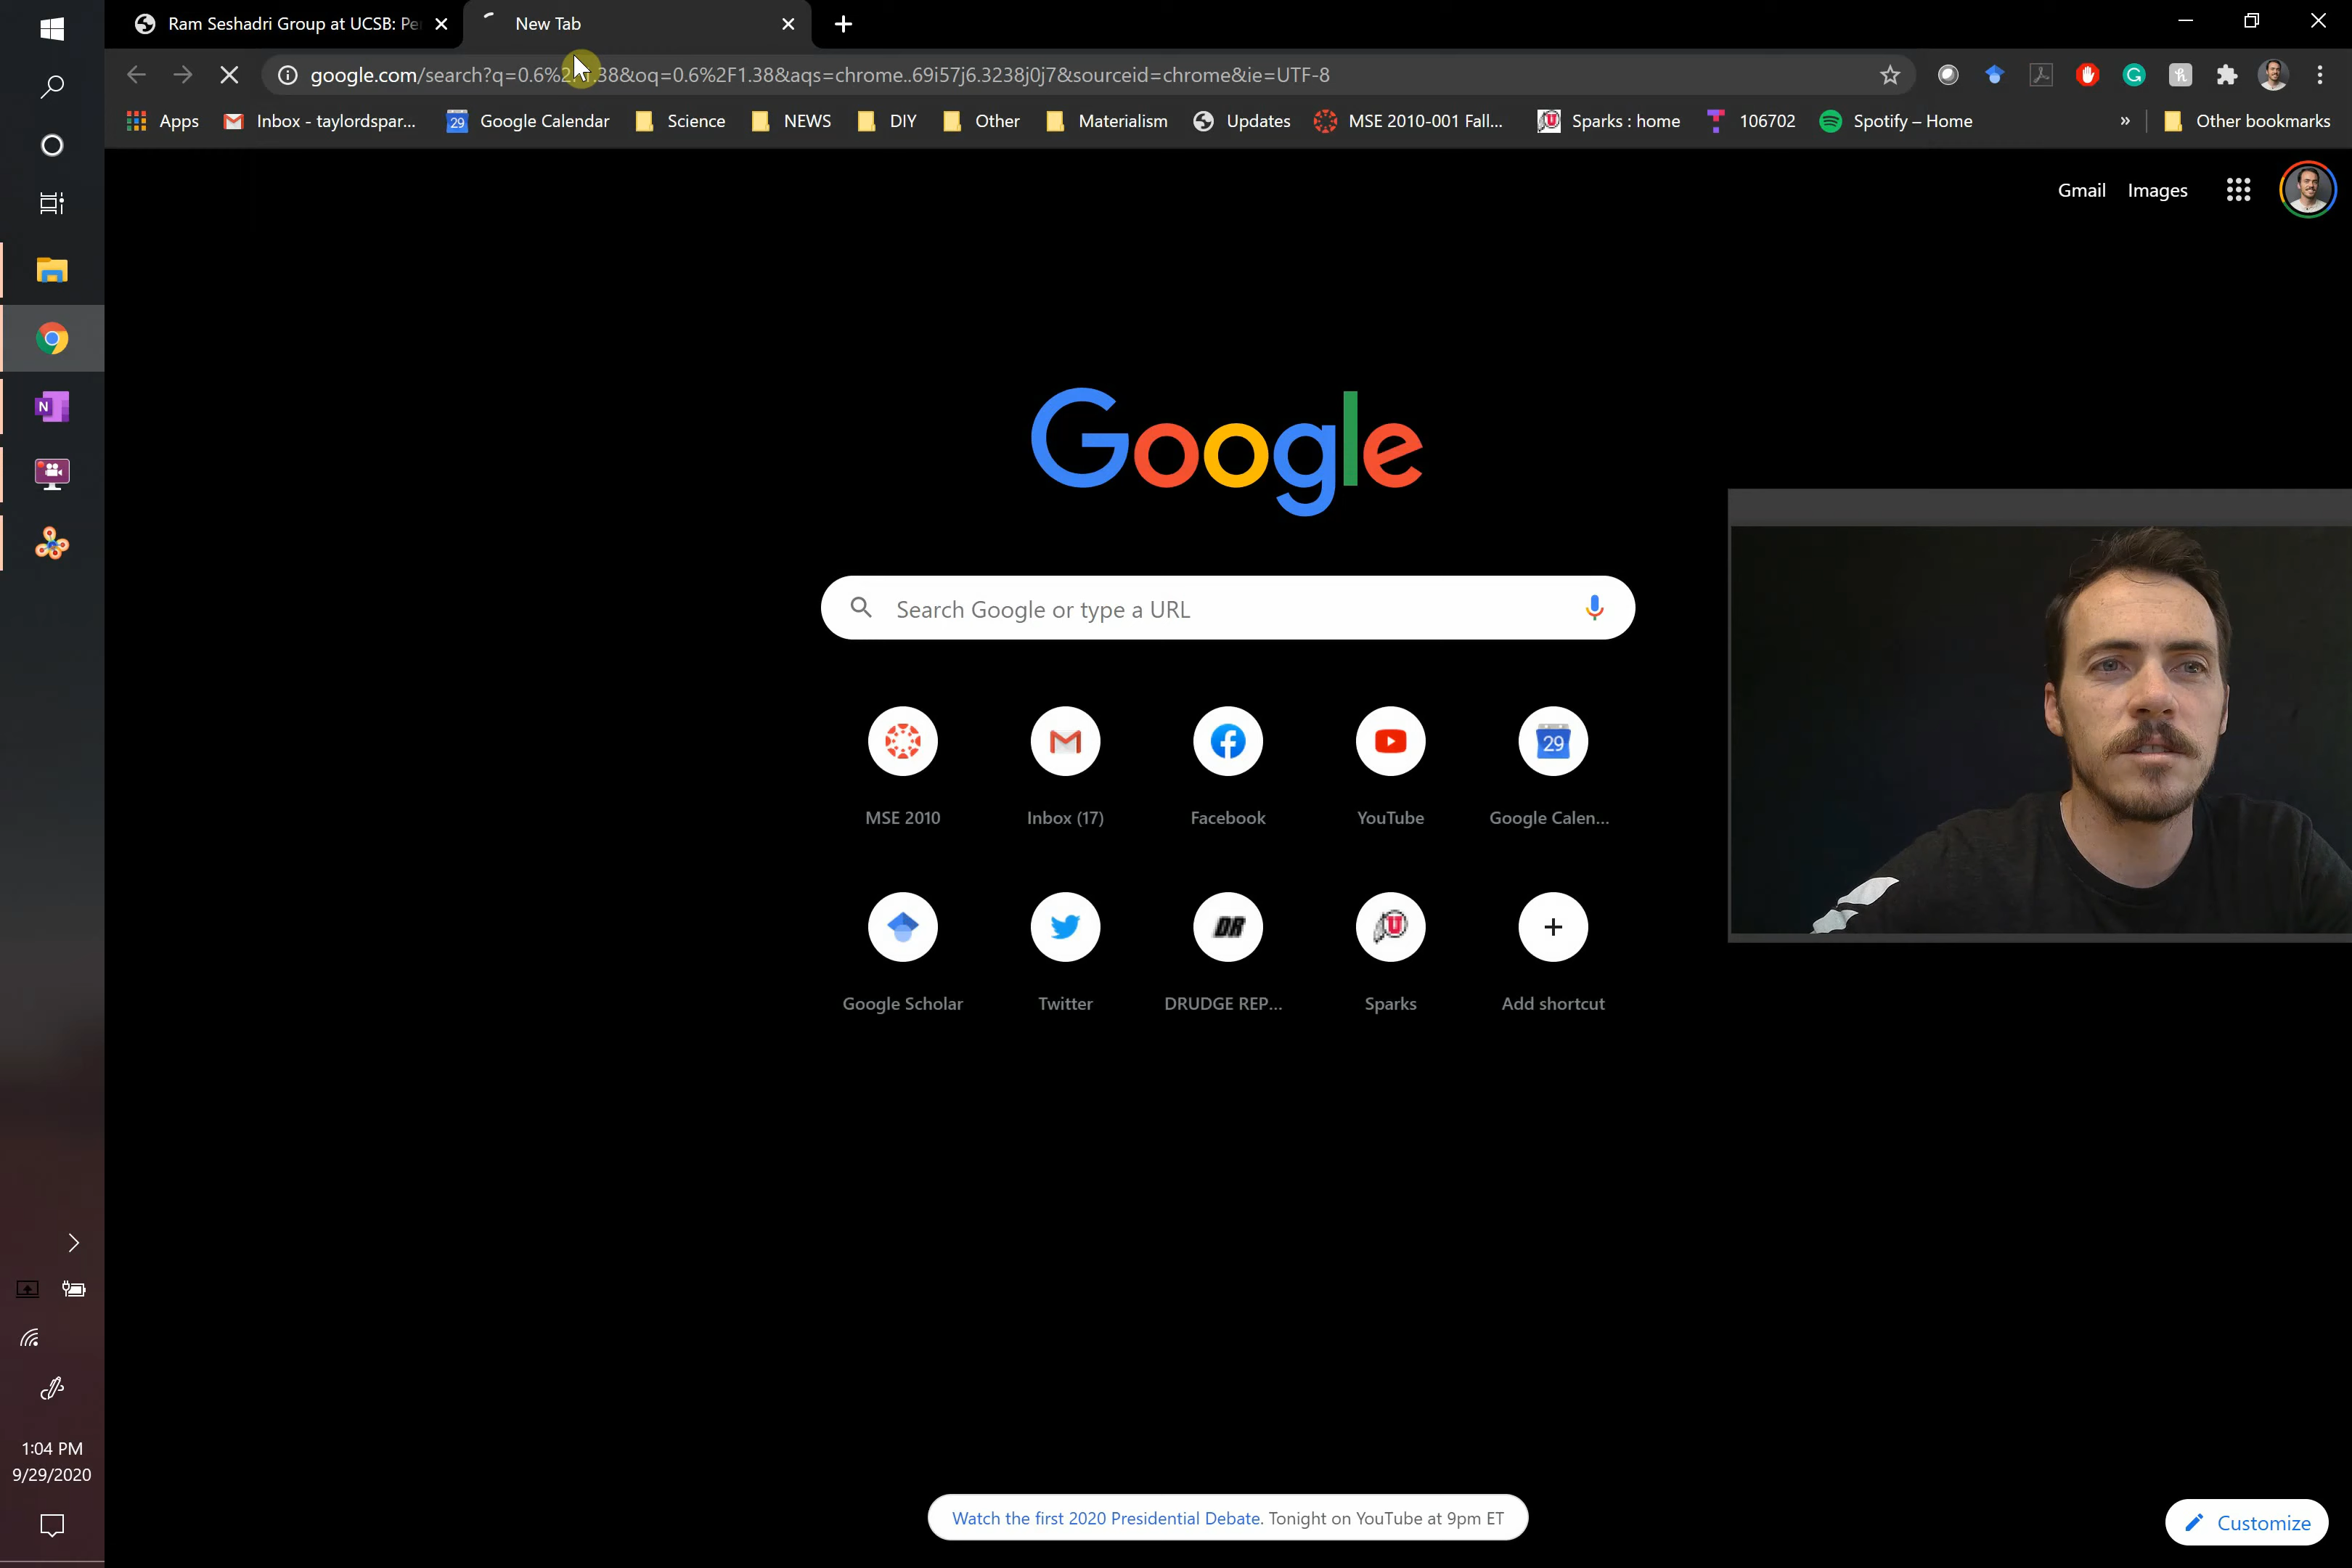 Ram Seshadri Group at UCSB: Pe
New Tab
google.com/search?q=0.6%2F1.38&oq=0.6%2F1.38&aqs=chrome..69i57j6.3238j0j7&sourceid=chrome&ie=UTF-8
Apps
Inbox - taylordspar...
29
Google Calendar
Science
NEWS
DIY
Other
Materialism
Updates
MSE 2010-001 Fall...
Sparks : home
106702
Spotify – Home
»
Other bookmarks
Gmail
Images
Google
Search Google or type a URL
29
MSE 2010
Inbox (17)
Facebook
YouTube
Google Calen...
DR
U
Google Scholar
Twitter
DRUDGE REP...
Sparks
Add shortcut
N
1:04 PM
9/29/2020
Watch the first 2020 Presidential Debate. Tonight on YouTube at 9pm ET
Customize